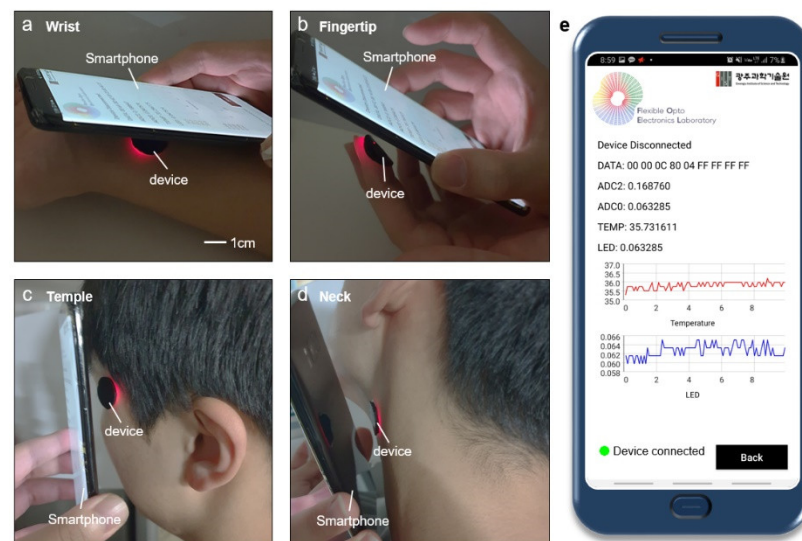 a Wrist
Smartphone
device
1cm
b Fingertip
Smartphone
device
c Temple
device
Smartphone
d Neck
device
Smartphone
e
8:59
7%
Flexible Opto
Electronics Laboratory
광주과학기술원
Device Disconnected
DATA: 00 00 0C 80 04 FF FF FF FF
ADC2: 0.168760
ADC0: 0.063285
TEMP: 35.731611
LED: 0.063285
37.0
36.5
36.0
35.5
35.0
0 2 4 6 8
Temperature
0.066
0.064
0.062
0.060
0.058
0 2 4 6 8
LED
Device connected
Back